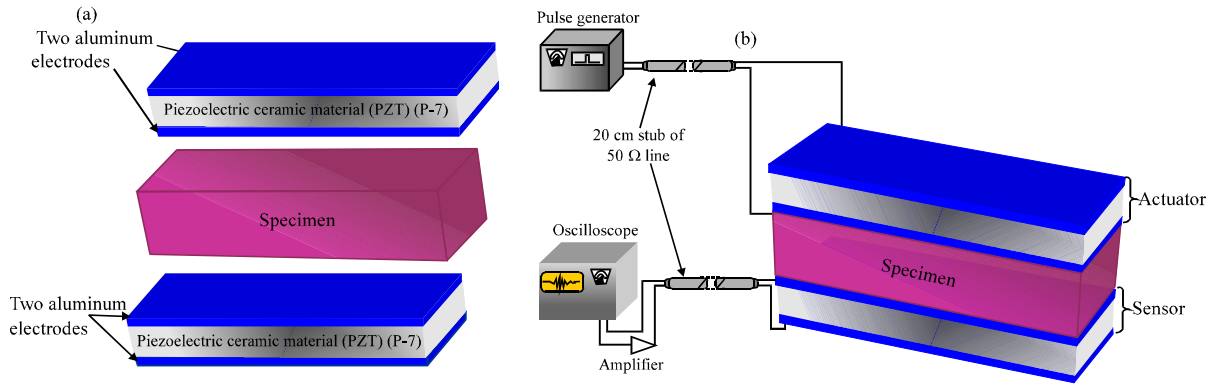 (a)
Two aluminum
electrodes
Piezoelectric ceramic material (PZT) (P-7)
Specimen
Two aluminum
electrodes
Piezoelectric ceramic material (PZT) (P-7)
Pulse generator
(b)
20 cm stub of
50 Ω line
Actuator
Oscilloscope
Specimen
Sensor
Amplifier